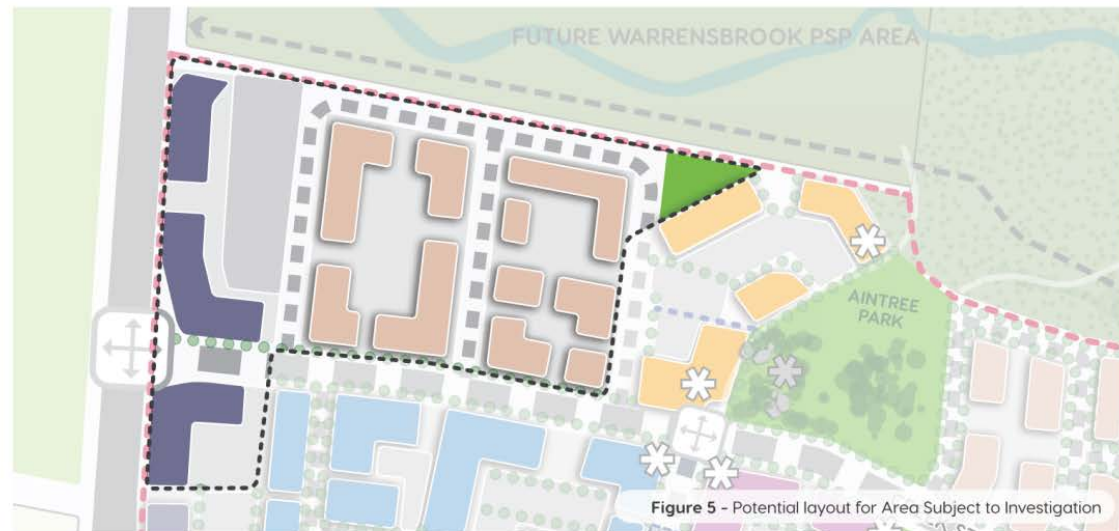 FUTURE WARRENSBROOK PSP AREA
AINTREE
PARK
Figure 5 - Potential layout for Area Subject to Investigation